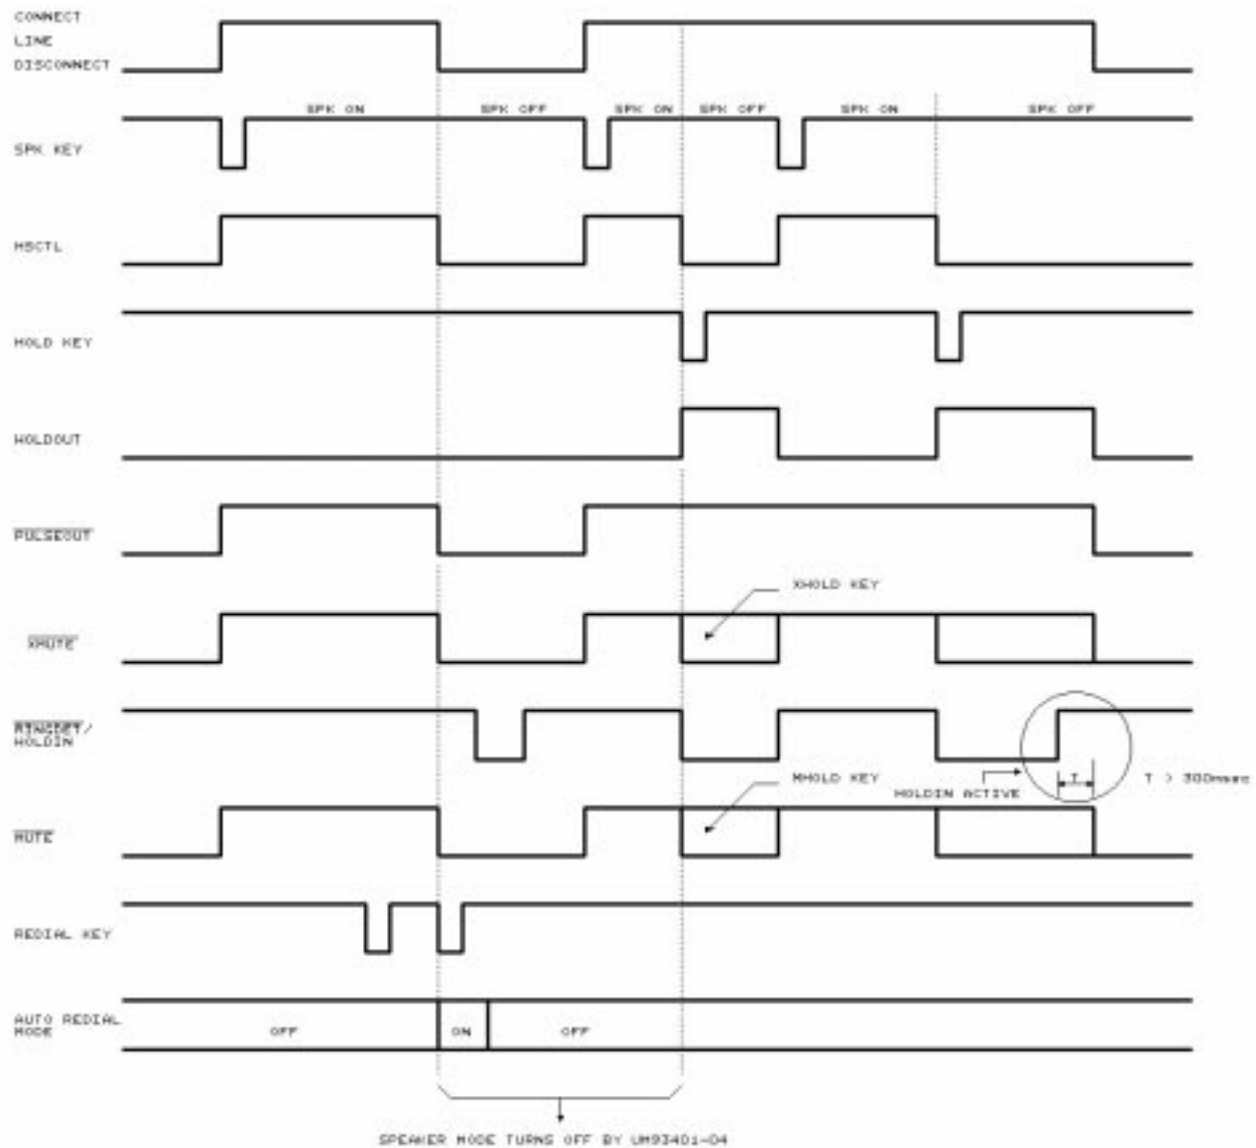 CONNECT
LINE
DISCONNECT
SPK ON
SPK OFF
SPK ON
SPK OFF
SPK ON
SPK OFF
SPK KEY
HSCTL
HOLD KEY
HOLDOUT
PULSEOUT
XHOLD KEY
XMUTE
RINGDET/
HOLDIN
MHOLD KEY
HOLDIN ACTIVE
T
T > 300msec
MUTE
REDIAL KEY
AUTO REDIAL
MODE
OFF
ON
OFF
SPEAKER MODE TURNS OFF BY UM93401-04